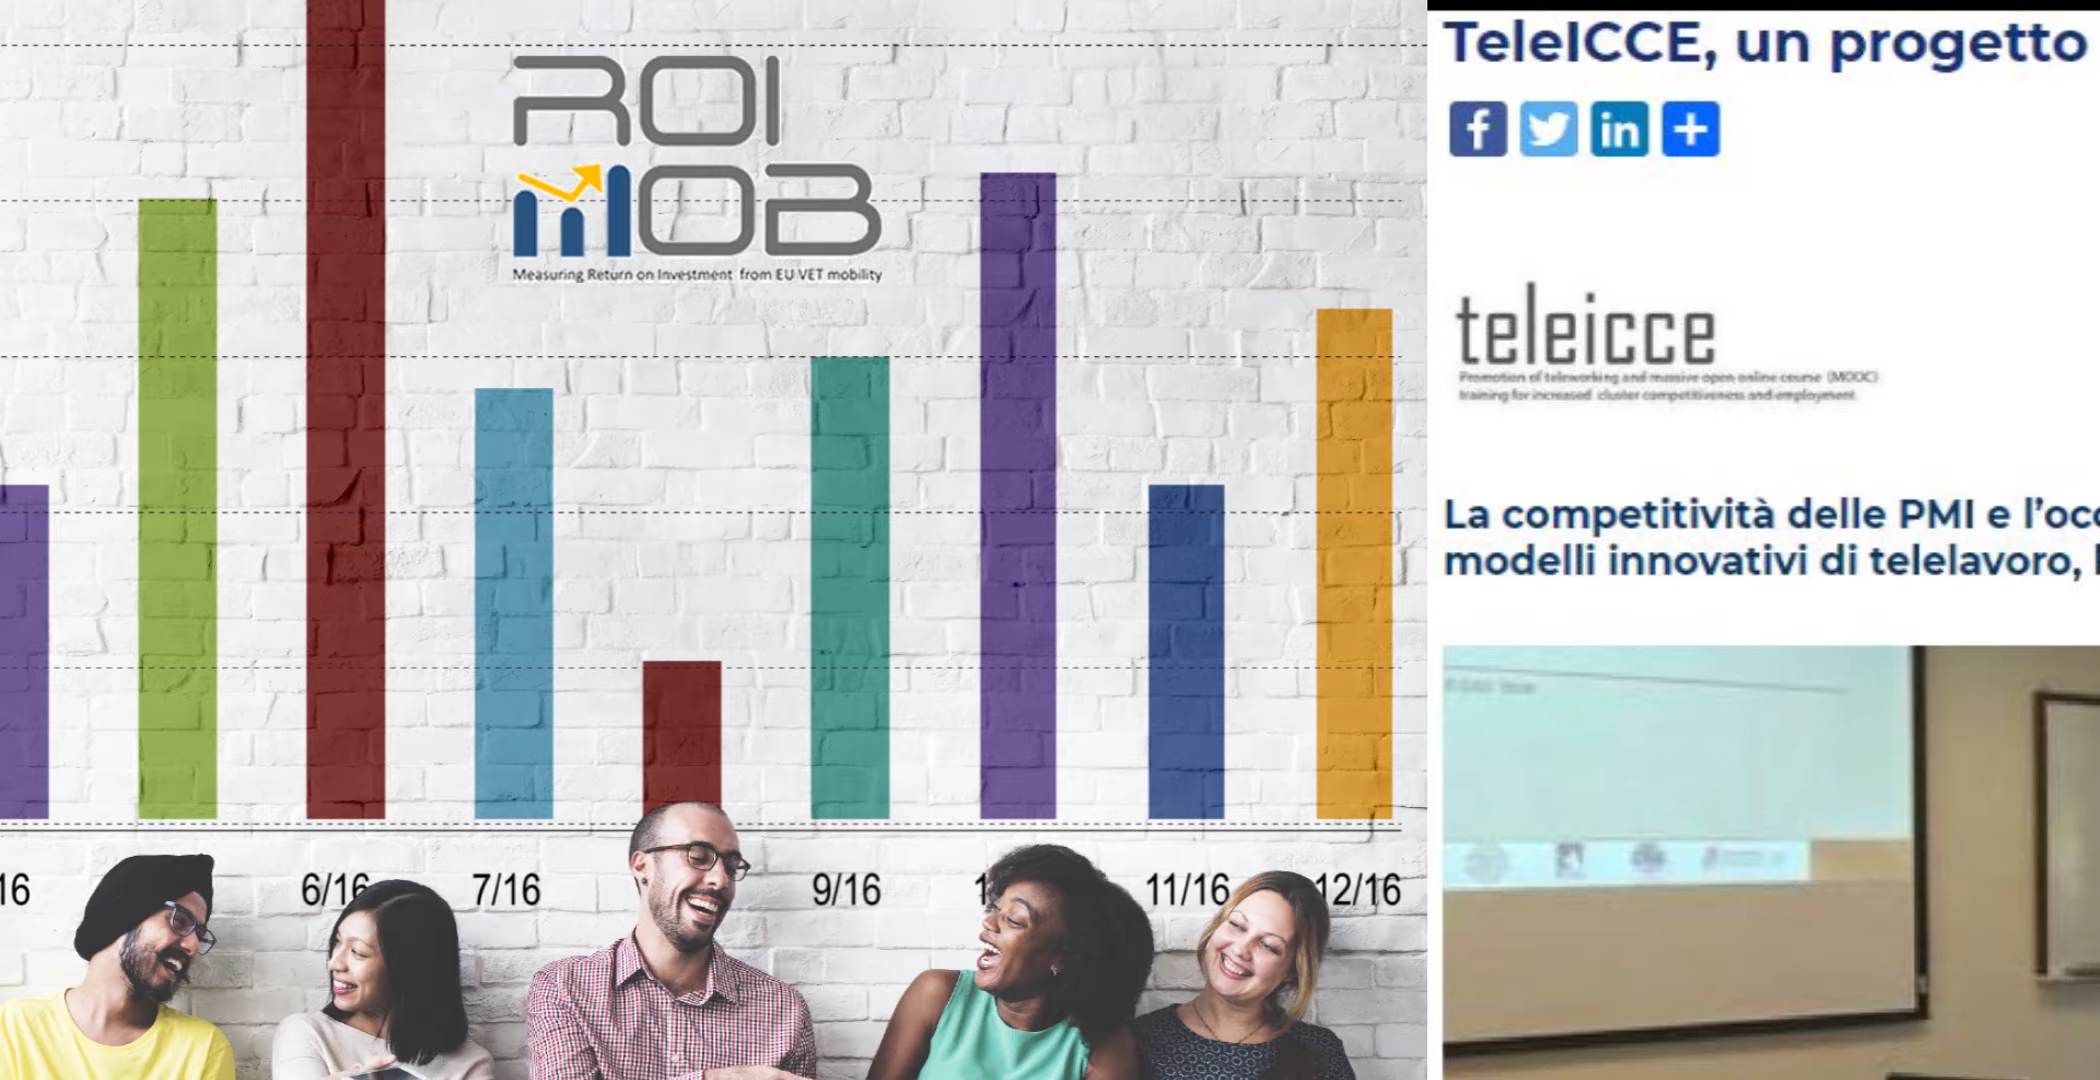 ROI
MOB
Measuring Return on Investment from EU VET mobility
16
6/16
7/16
9/16
11/16
12/16
TeleICCE, un progetto
teleicce
Promotion of teleworking and massive open online course (MOOC)
training for increased cluster competitiveness and employment
La competitività delle PMI e l'occ
modelli innovativi di telelavoro, l